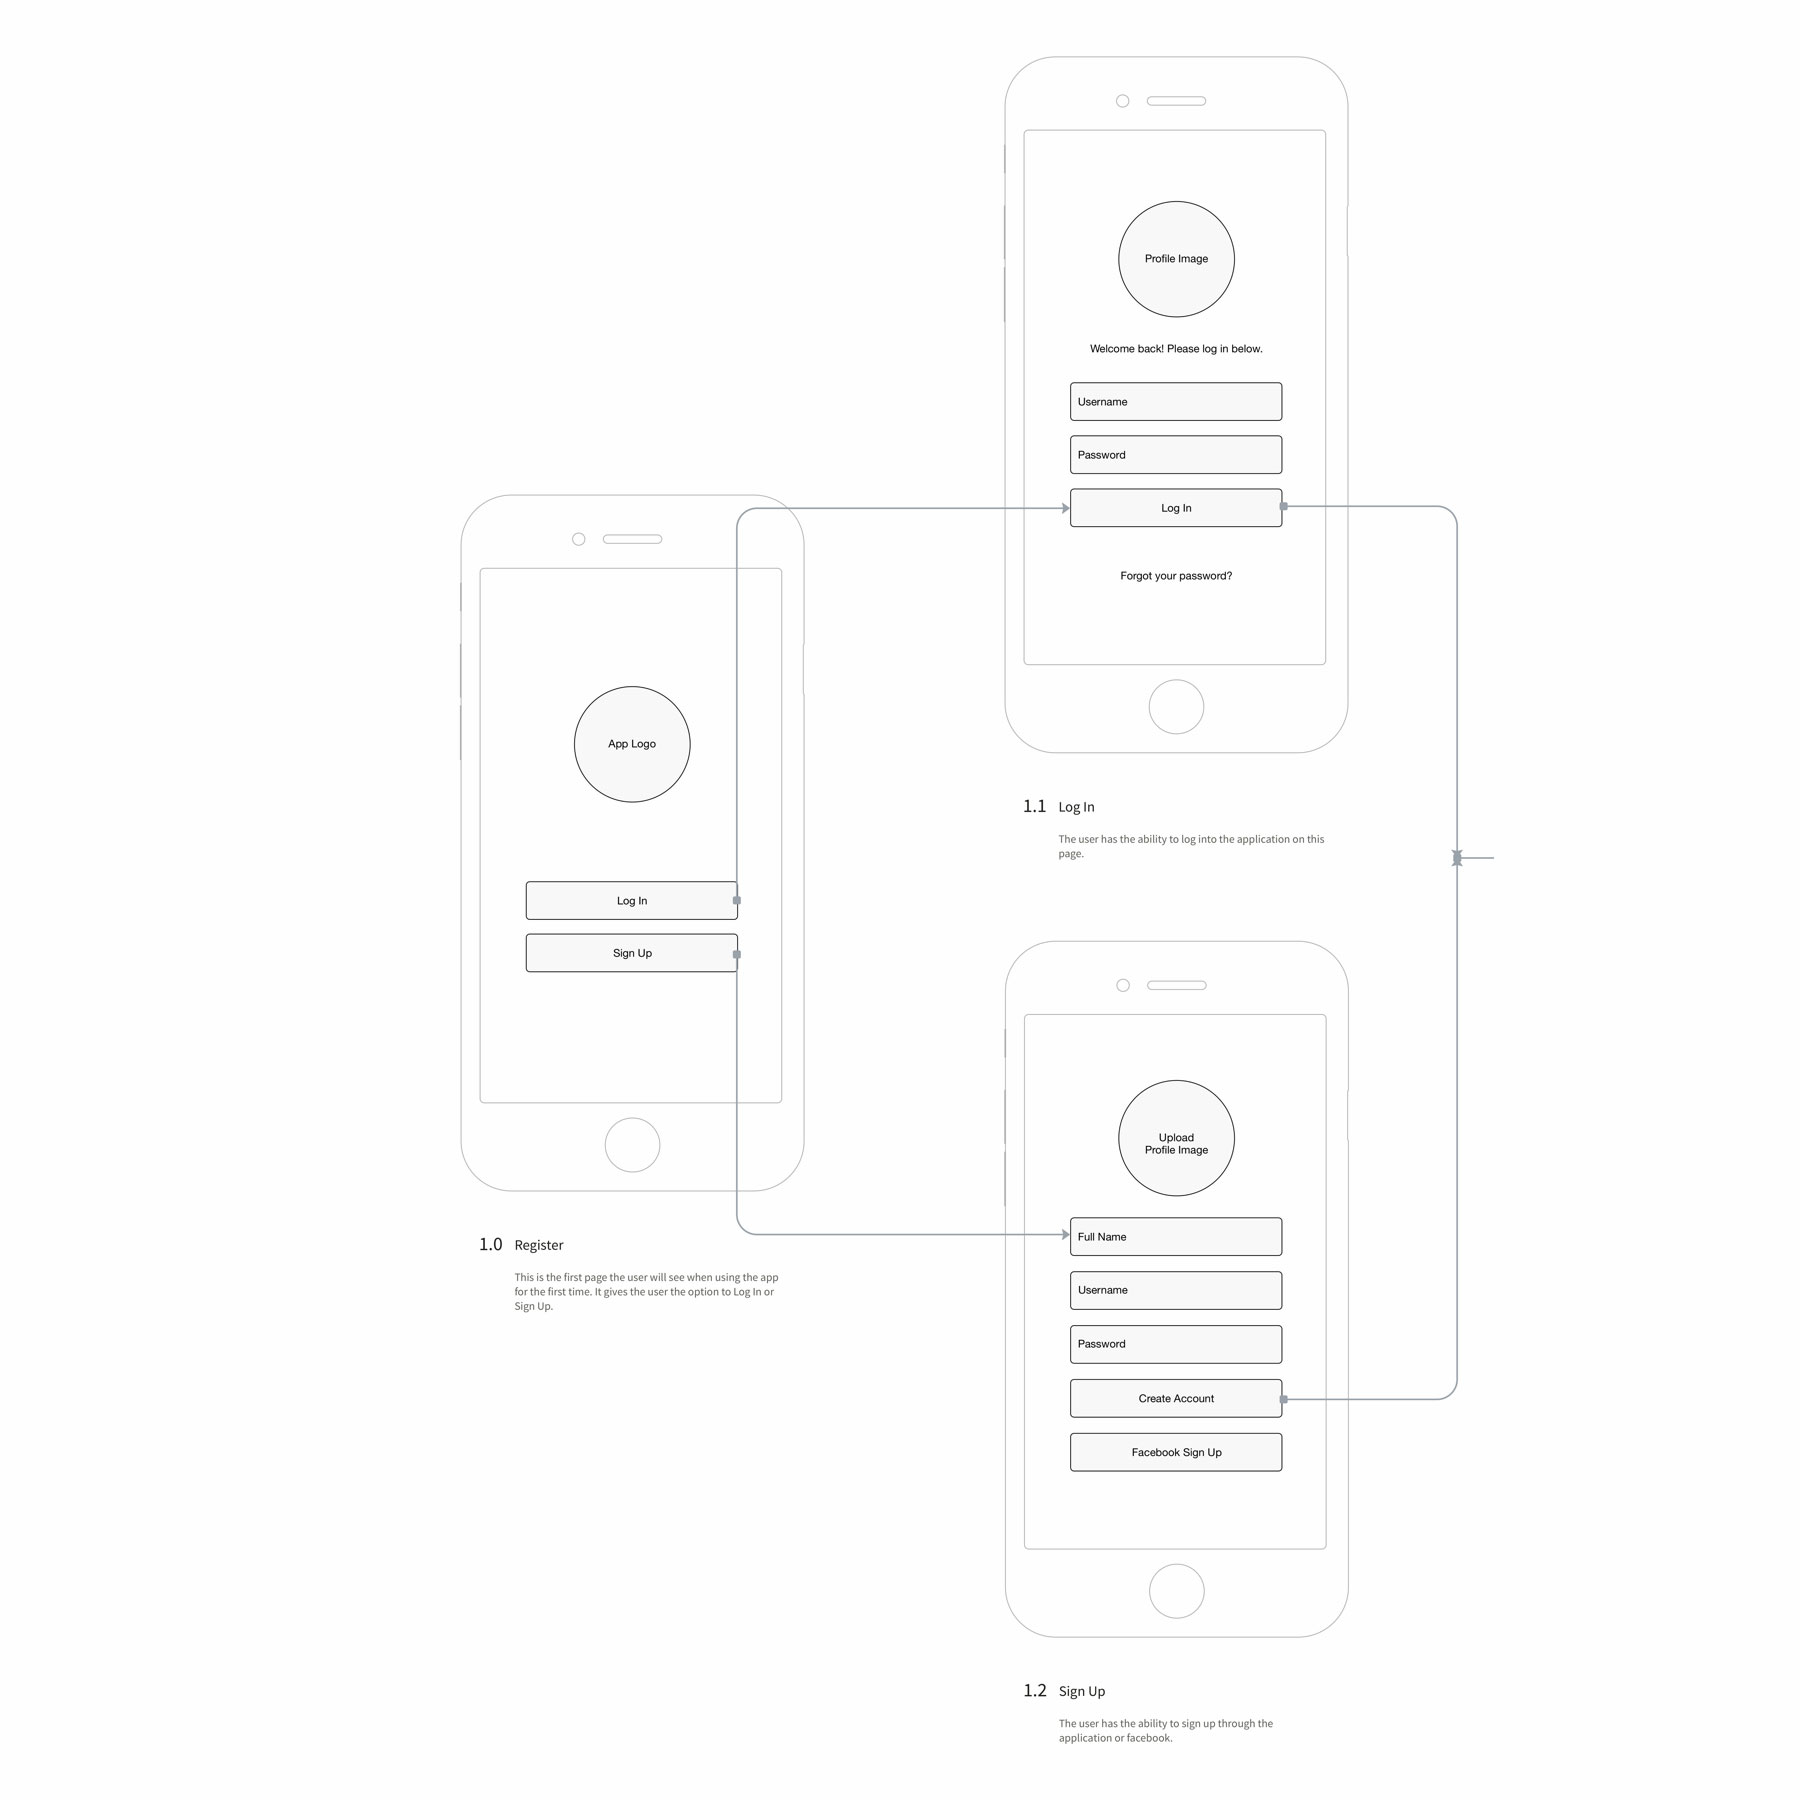 App Logo
Log In
Sign Up
1.0 Register
This is the first page the user will see when using the app
for the first time. It gives the user the option to Log In or
Sign Up.
Profile Image
Welcome back! Please log in below.
Username
Password
Log In
Forgot your password?
1.1 Log In
The user has the ability to log into the application on this
page.
Upload
Profile Image
Full Name
Username
Password
Create Account
Facebook Sign Up
1.2 Sign Up
The user has the ability to sign up through the
application or facebook.